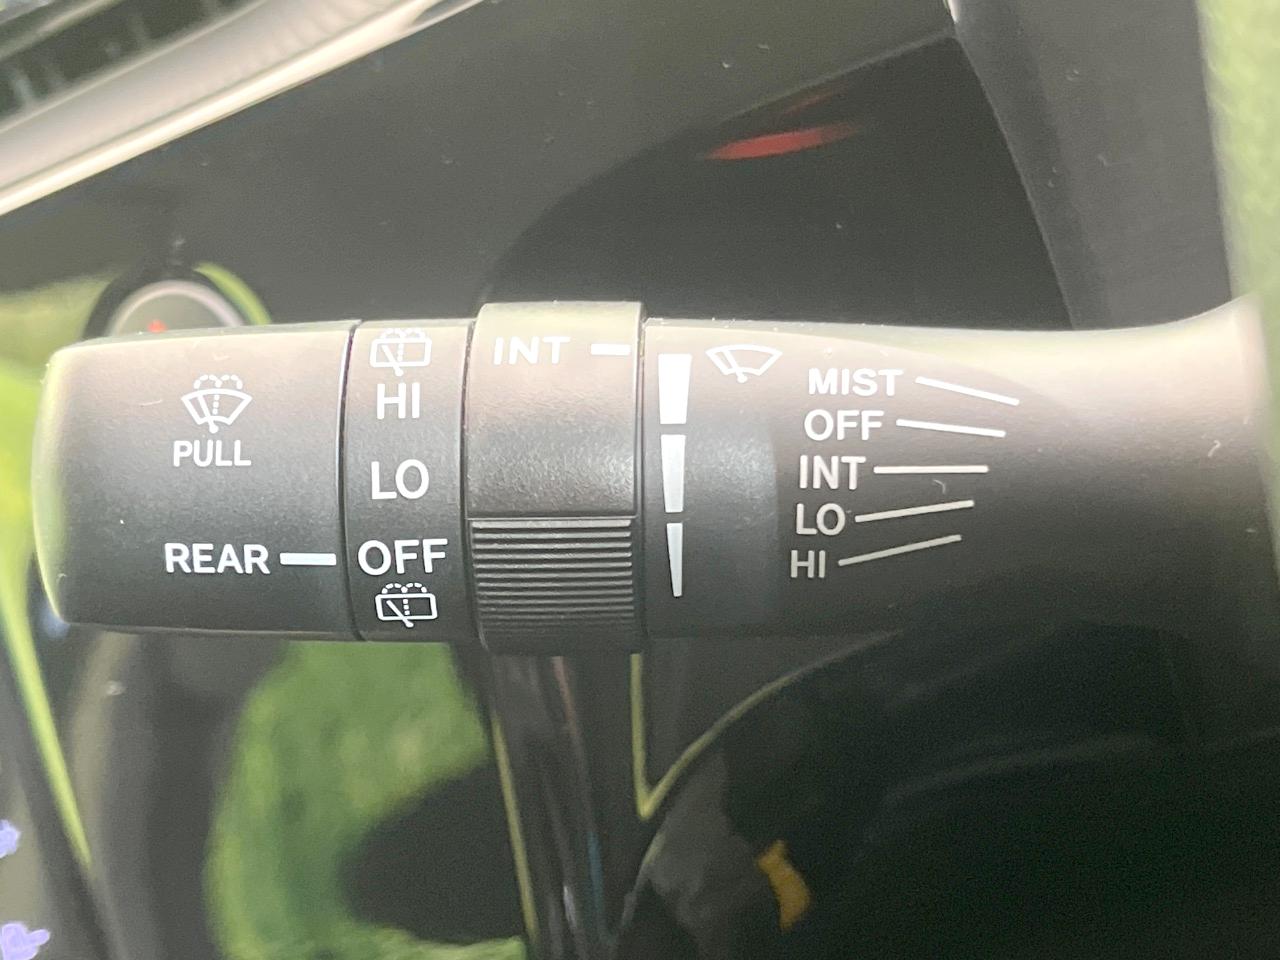 PULL
REAR
HI
LO
OFF
INT
MIST
OFF
INT
LO
HI